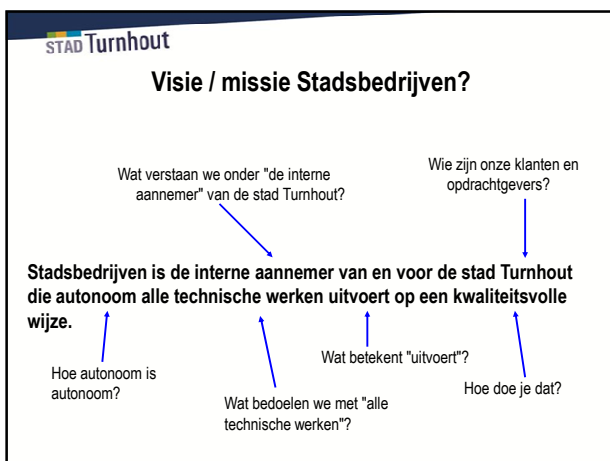 STAD Turnhout
Visie / missie Stadsbedrijven?
Wat verstaan we onder "de interne
aannemer" van de stad Turnhout?
Wie zijn onze klanten en
opdrachtgevers?
Stadsbedrijven is de interne aannemer van en voor de stad Turnhout
die autonoom alle technische werken uitvoert op een kwaliteitsvolle
wijze.
Hoe autonoom is
autonoom?
Wat bedoelen we met "alle
technische werken"?
Wat betekent "uitvoert"?
Hoe doe je dat?